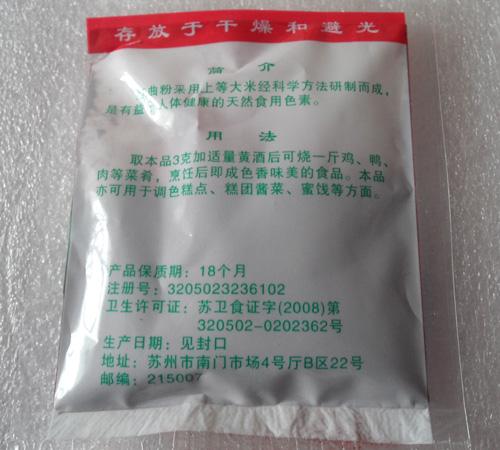 存放于干燥和避光
简介
曲粉采用上等大米经科学方法研制而成,
是有益人体健康的天然食用色素。
用法
取本品3克加适量黄酒后可烧一斤鸡、鸭、
肉等菜肴,烹饪后即成色香味美的食品。本品
亦可用于调色糕点、糕团酱菜、蜜饯等方面。
产品保质期:18个月
注册号:3205023236102
卫生许可证:苏卫食证字(2008)第
320502-0202362号
生产日期:见封口
地址:苏州市南门市场4号厅B区22号
邮编:215007